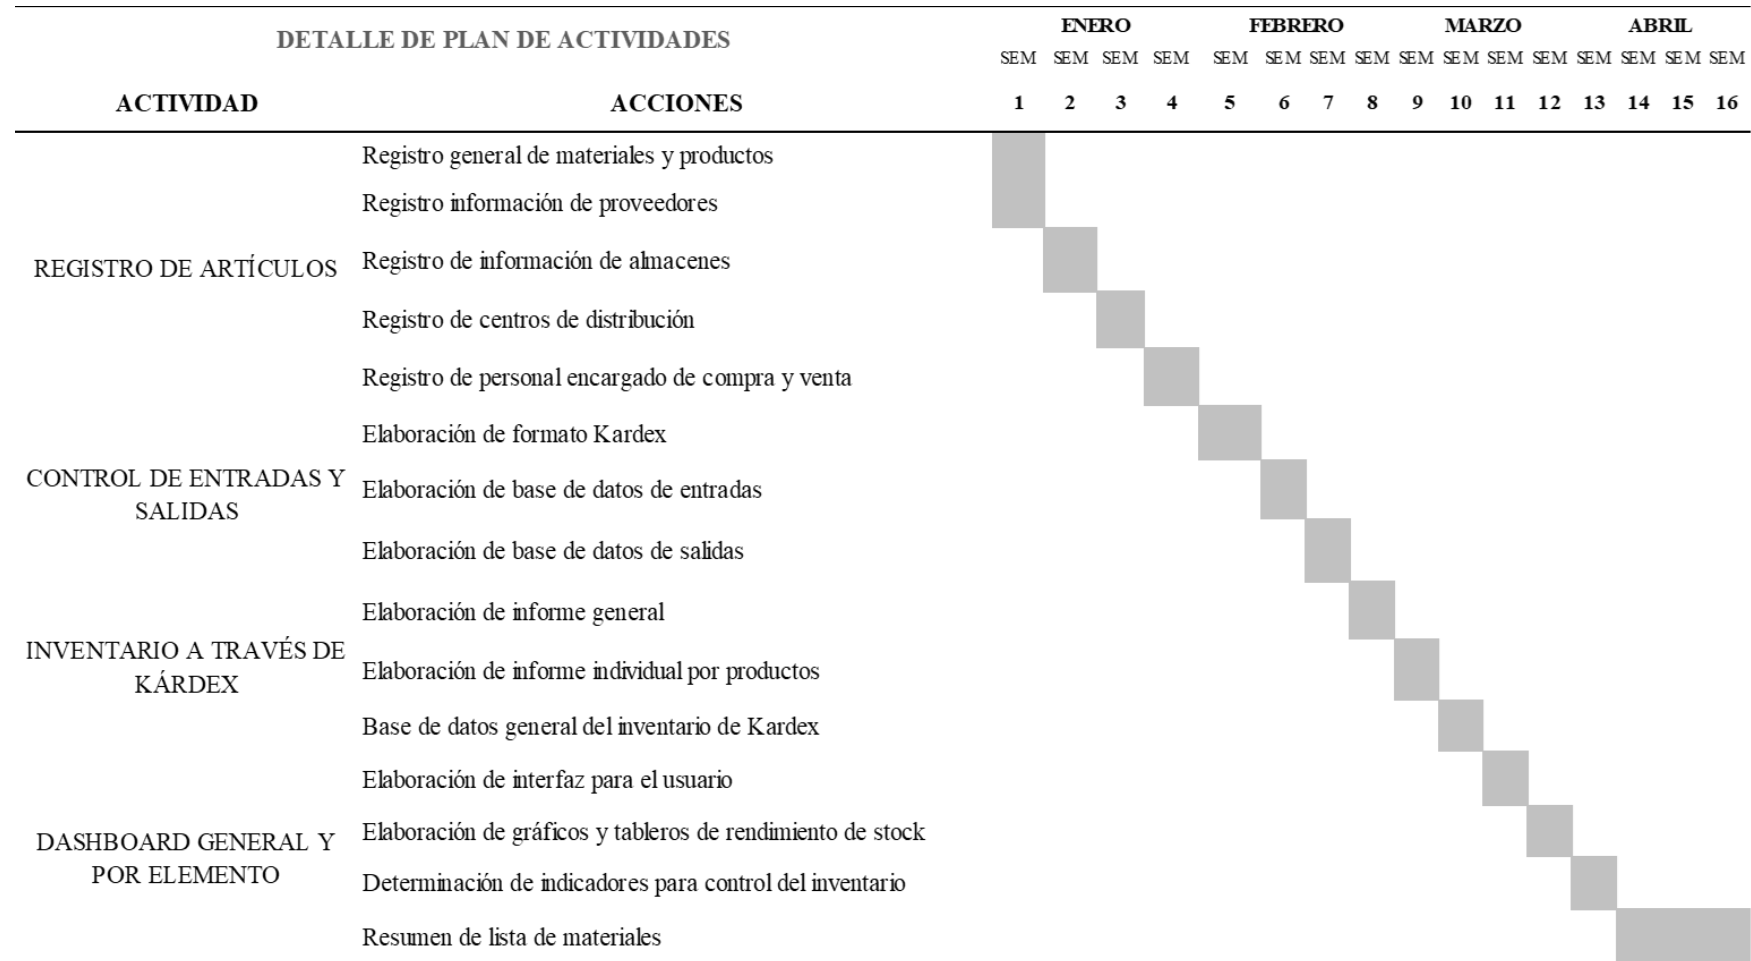 DETALLE DE PLAN DE ACTIVIDADES
ENERO FEBRERO MARZO ABRIL
SEM SEM SEM SEM SEM SEM SEM SEM SEM SEM SEM SEM SEM SEM SEM SEM
ACTIVIDAD ACCIONES 1 2 3 4 5 6 7 8 9 10 11 12 13 14 15 16
REGISTRO DE ARTÍCULOS
Registro general de materiales y productos
Registro información de proveedores
Registro de información de almacenes
Registro de centros de distribución
Registro de personal encargado de compra y venta
CONTROL DE ENTRADAS Y
SALIDAS
Elaboración de formato Kardex
Elaboración de base de datos de entradas
Elaboración de base de datos de salidas
INVENTARIO A TRAVÉS DE
KÁRDEX
Elaboración de informe general
Elaboración de informe individual por productos
Base de datos general del inventario de Kardex
DASHBOARD GENERAL Y
POR ELEMENTO
Elaboración de interfaz para el usuario
Elaboración de gráficos y tableros de rendimiento de stock
Determinación de indicadores para control del inventario
Resumen de lista de materiales